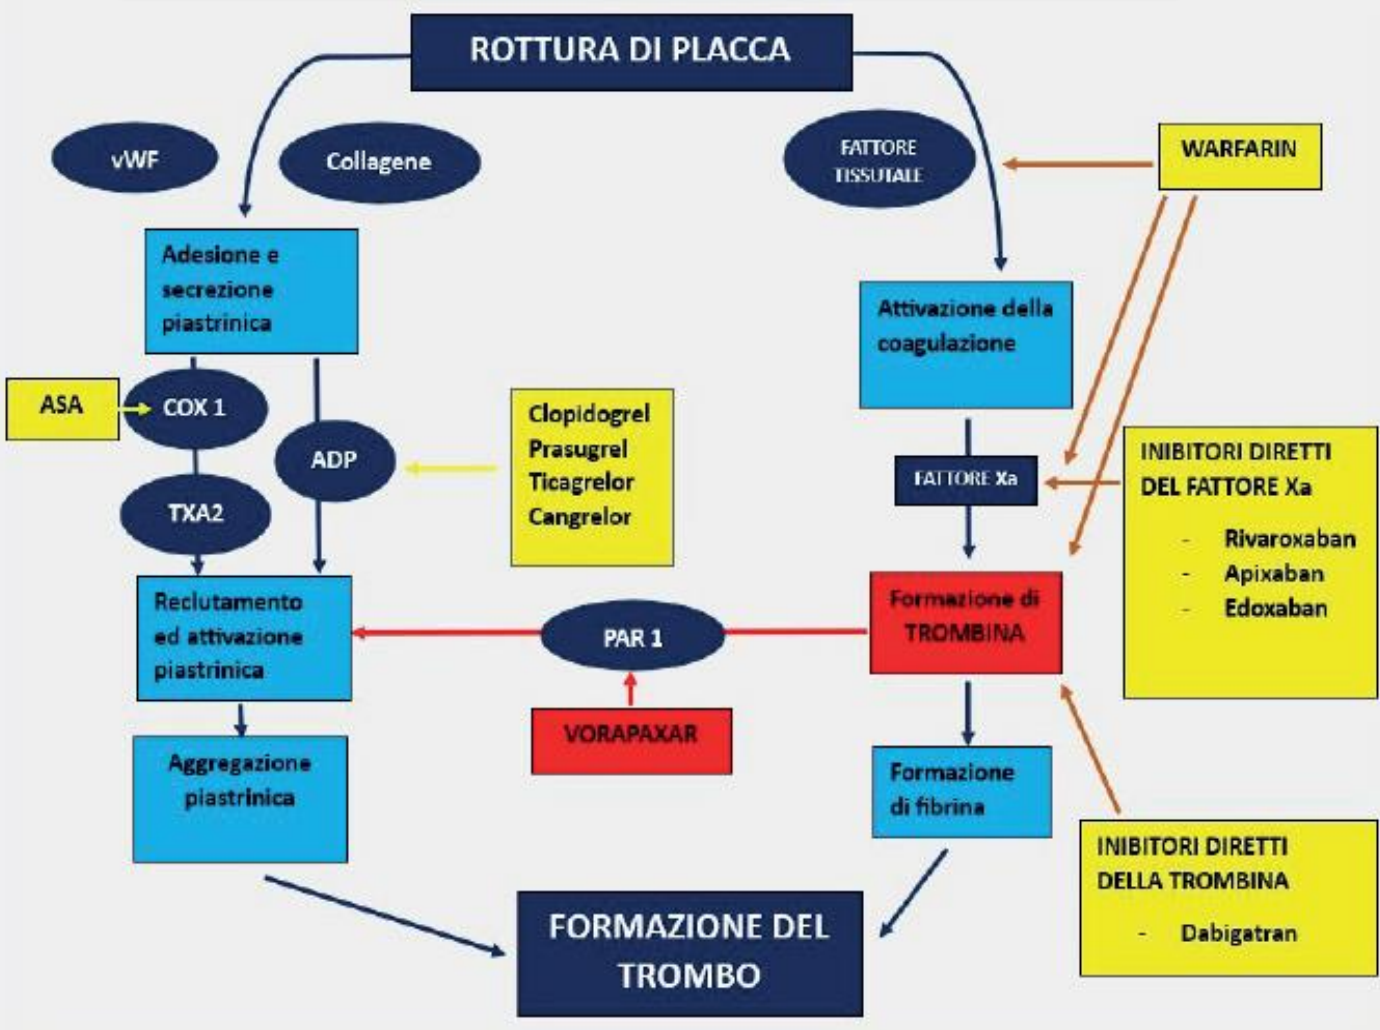 ROTTURA DI PLACCA
vWF
Collagene
FATTORE
TISSUTALE
WARFARIN
Adesione e
secrezione
piastrinica
Attivazione della
coagulazione
ASA
COX 1
ADP
TXA2
Clopidogrel
Prasugrel
Ticagrelor
Cangrelor
FATTORE Xa
INIBITORI DIRETTI
DEL FATTORE Xa
- Rivaroxaban
- Apixaban
- Edoxaban
Reclutamento
ed attivazione
piastrinica
PAR 1
Formazione di
TROMBINA
VORAPAXAR
Aggregazione
piastrinica
Formazione
di fibrina
INIBITORI DIRETTI
DELLA TROMBINA
- Dabigatran
FORMAZIONE DEL
TROMBO